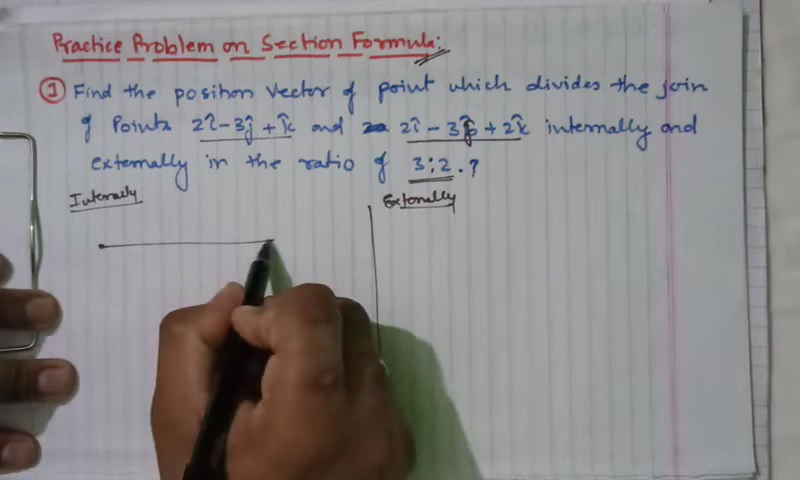 Practice Problem on Section Formula:
① Find the position vector of point which divides the join
of Points 2î-3ĵ+k̂ and 2î-3ĵ+2k̂ internally and
externally in the ratio of 3:2.?
Internally
Externally